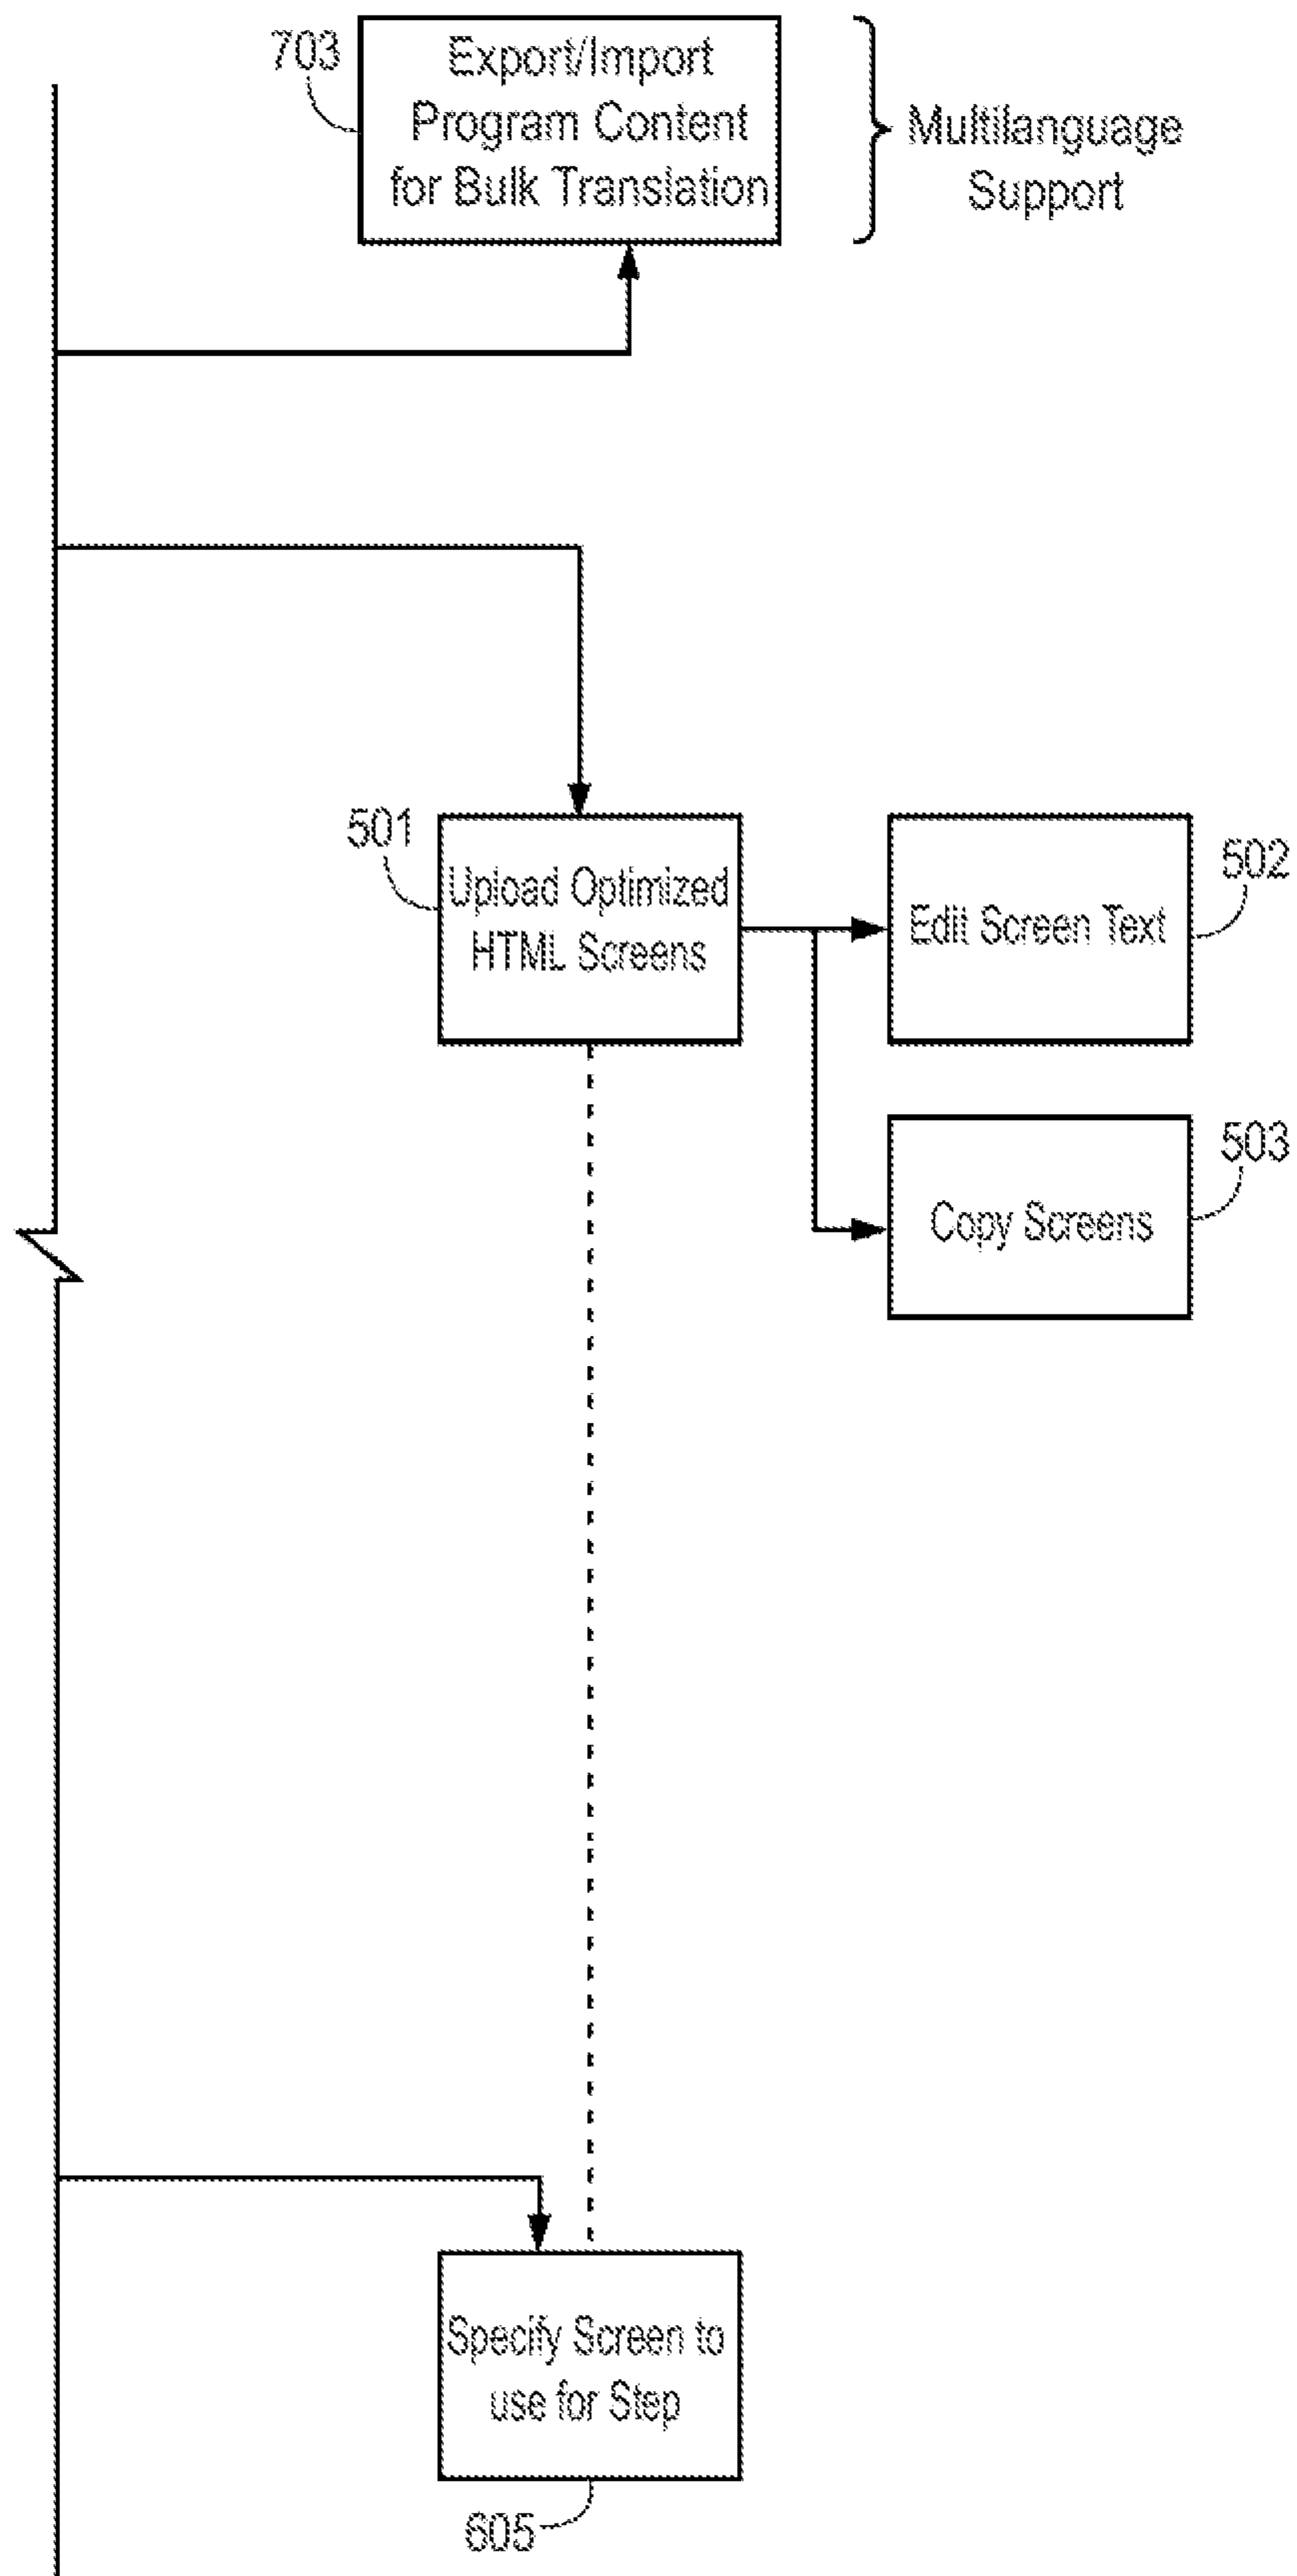 703
Export/Import
Program Content
for Bulk Translation
Multilanguage
Support
501
Upload Optimized
HTML Screens
Edit Screen Text
502
Copy Screens
503
Specify Screen to
use for Step
605